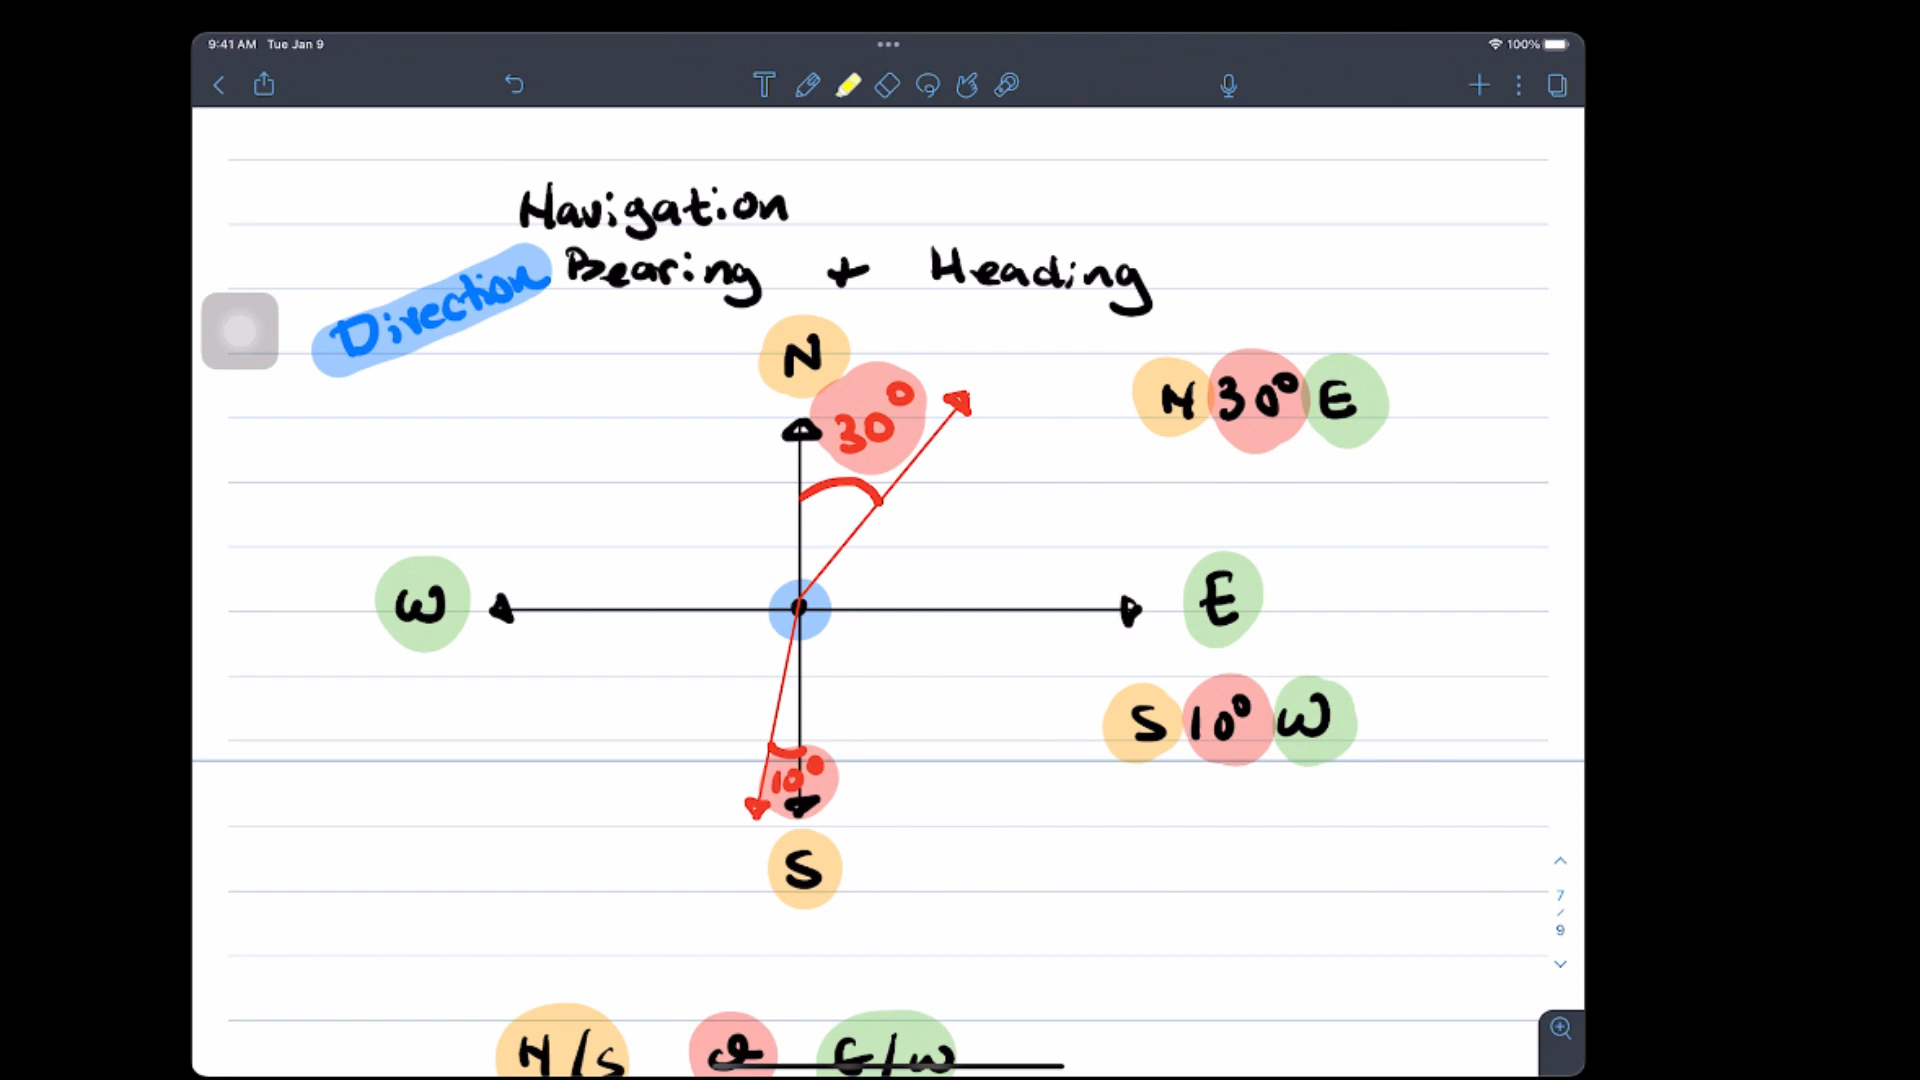 9:41 AM Tue Jan 9
100%
Navigation
Direction Bearing + Heading
N
30°
N 30° E
W
E
S 10° W
10°
S
7
/
9
N/S θ E/W